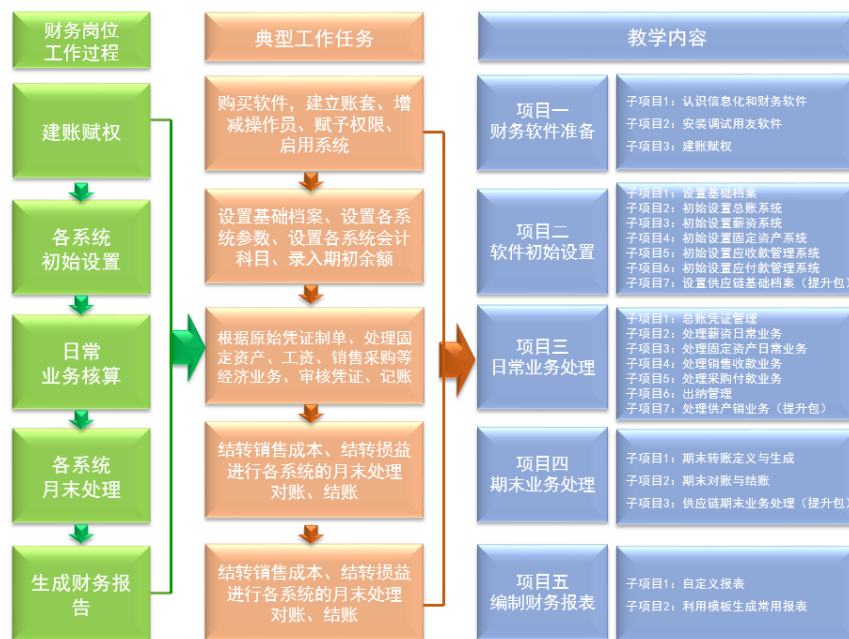 财务岗位
工作过程
典型工作任务
教学内容
建账赋权
购买软件，建立账套、增
减操作员、赋予权限、
启用系统
项目一
财务软件准备
子项目1：认识信息化和财务软件
子项目2：安装调试用友软件
子项目3：建账赋权
各系统
初始设置
设置基础档案、设置各系
统参数、设置各系统会计
科目、录入期初余额
项目二
软件初始设置
子项目1：设置基础档案
子项目2：初始设置总账系统
子项目3：初始设置薪资系统
子项目4：初始设置固定资产系统
子项目5：初始设置应收款管理系统
子项目6：初始设置应付款管理系统
子项目7：设置供应链基础档案（提升包）
日常
业务核算
根据原始凭证制单、处理固
定资产、工资、销售采购等
经济业务、审核凭证、记账
项目三
日常业务处理
子项目1：总账凭证管理
子项目2：处理薪资日常业务
子项目3：处理固定资产日常业务
子项目4：处理销售收款业务
子项目5：处理采购付款业务
子项目6：出纳管理
子项目7：处理供产销业务（提升包）
各系统
月末处理
结转销售成本、结转损益
进行各系统的月末处理
对账、结账
项目四
期末业务处理
子项目1：期末转账定义与生成
子项目2：期末对账与结账
子项目3：供应链期末业务处理（提升包）
生成财务报
告
结转销售成本、结转损益
进行各系统的月末处理
对账、结账
项目五
编制财务报表
子项目1：自定义报表
子项目2：利用模板生成常用报表